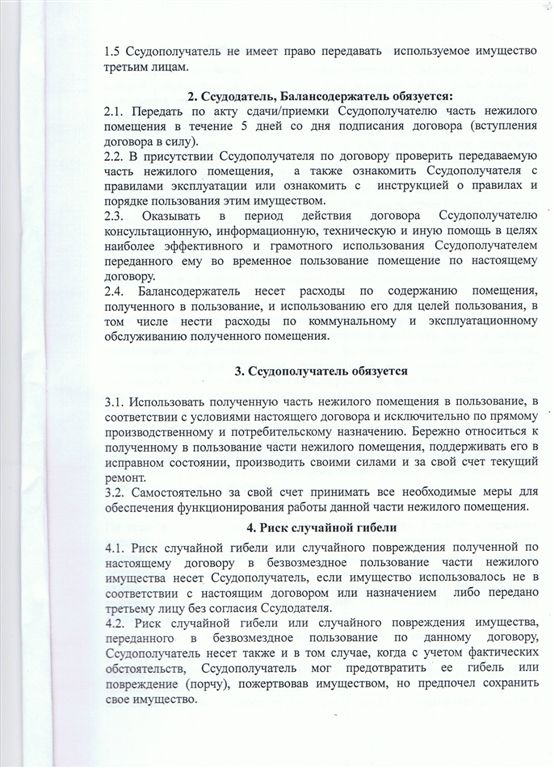 1.5 Ссудополучатель не имеет право передавать используемое имущество
третьим лицам.
2. Ссудодатель, Балансодержатель обязуется:
2.1. Передать по акту сдачи/приемки Ссудополучателю часть нежилого
помещения в течение 5 дней со дня подписания договора (вступления
договора в силу).
2.2. В присутствии Ссудополучателя по договору проверить передаваемую
часть нежилого помещения, а также ознакомить Ссудополучателя с
правилами эксплуатации или ознакомить с инструкцией о правилах и
порядке пользования этим имуществом.
2.3. Оказывать в период действия договора Ссудополучателю
консультационную, информационную, техническую и иную помощь в целях
наиболее эффективного и грамотного использования Ссудополучателем
переданного ему во временное пользование помещение по настоящему
договору.
2.4. Балансодержатель несет расходы по содержанию помещения,
полученного в пользование, и использованию его для целей пользования, в
том числе нести расходы по коммунальному и эксплуатационному
обслуживанию полученного помещения.
3. Ссудополучатель обязуется
3.1. Использовать полученную часть нежилого помещения в пользование, в
соответствии с условиями настоящего договора и исключительно по прямому
производственному и потребительскому назначению. Бережно относиться к
полученному в пользование части нежилого помещения, поддерживать его в
исправном состоянии, производить своими силами и за свой счет текущий
ремонт.
3.2. Самостоятельно за свой счет принимать все необходимые меры для
обеспечения функционирования работы данной части нежилого помещения.
4. Риск случайной гибели
4.1. Риск случайной гибели или случайного повреждения полученной по
настоящему договору в безвозмездное пользование части нежилого
имущества несет Ссудополучатель, если имущество использовалось не в
соответствии с настоящим договором или назначением либо передано
третьему лицу без согласия Ссудодателя.
4.2. Риск случайной гибели или случайного повреждения имущества,
переданного в безвозмездное пользование по данному договору,
Ссудополучатель несет также и в том случае, когда с учетом фактических
обстоятельств, Ссудополучатель мог предотвратить ее гибель или
повреждение (порчу), пожертвовав имуществом, но предпочел сохранить
свое имущество.